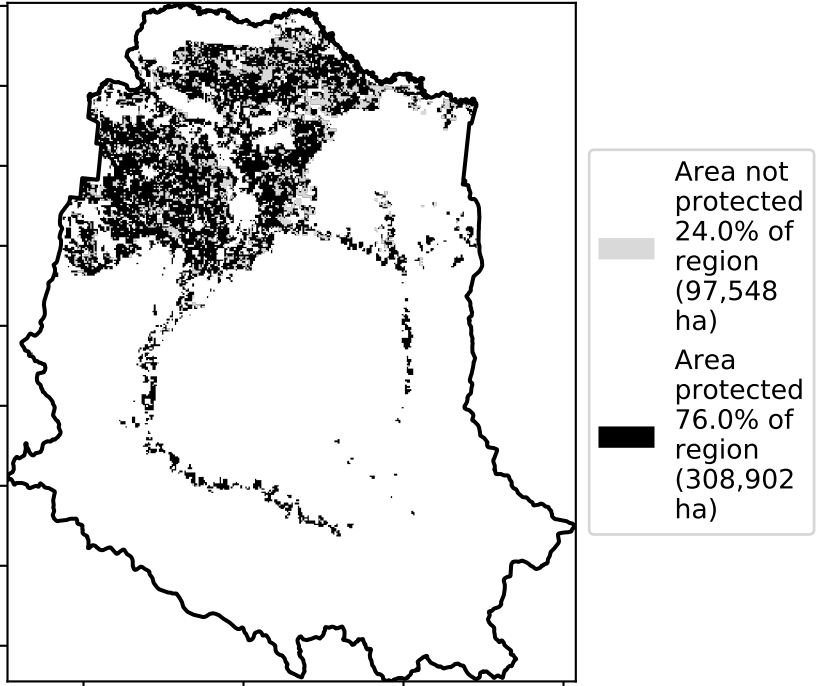 Area not
protected
24.0% of
region
(97,548
ha)
Area
protected
76.0% of
region
(308,902
ha)